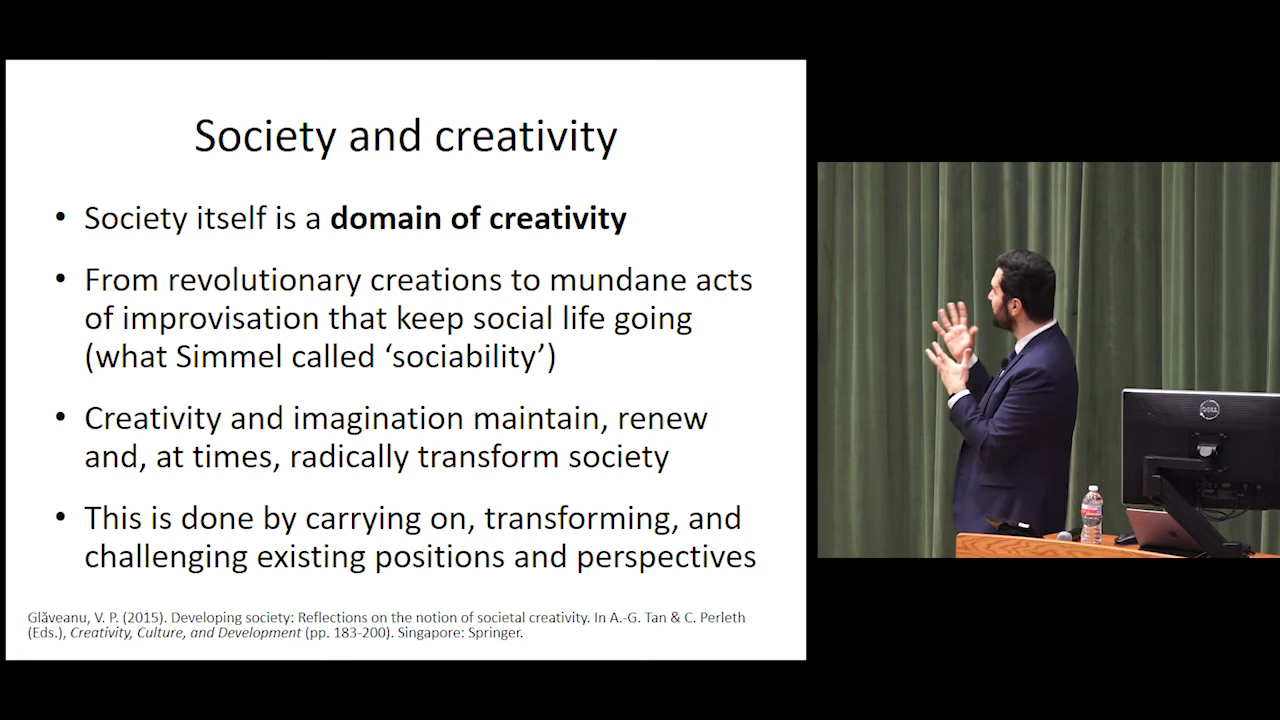 Society and creativity
• Society itself is a domain of creativity
• From revolutionary creations to mundane acts
of improvisation that keep social life going
(what Simmel called ‘sociability’)
• Creativity and imagination maintain, renew
and, at times, radically transform society
• This is done by carrying on, transforming, and
challenging existing positions and perspectives
Glăveanu, V. P. (2015). Developing society: Reflections on the notion of societal creativity. In A.-G. Tan & C. Perleth
(Eds.), Creativity, Culture, and Development (pp. 183-200). Singapore: Springer.